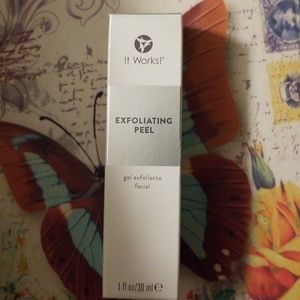 It Works!
EXFOLIATING
PEEL
gel exfoliante
facial
1 fl oz/30 ml e